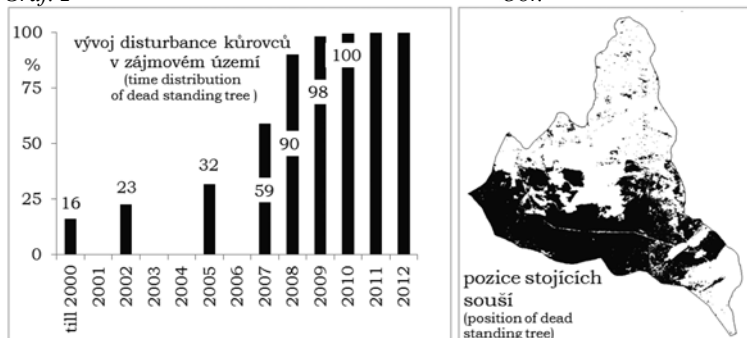 100
%
75
50
25
0
vývoj disturbance kůrovců
v zájmovém území
(time distribution
of dead standing tree )
16
23
32
59
90
98
100
till 2000
2001
2002
2003
2004
2005
2006
2007
2008
2009
2010
2011
2012
pozice stojících
souší
(position of dead
standing tree)